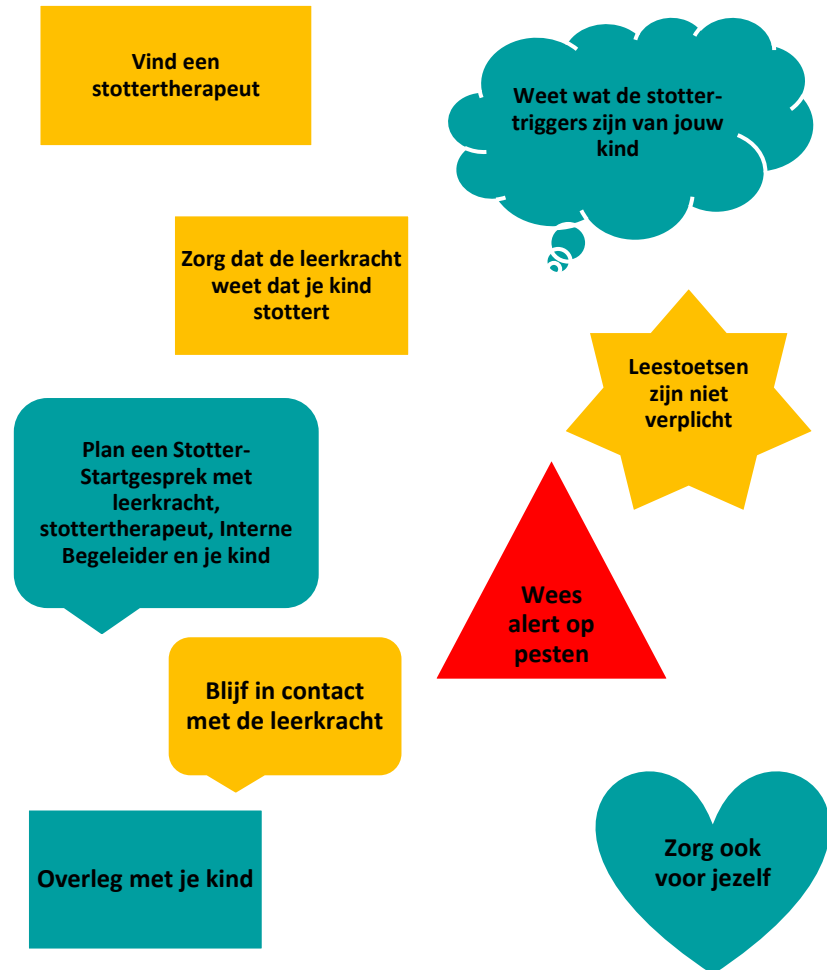 Vind een
stottertherapeut
Weet wat de stotter-
triggers zijn van jouw
kind
Zorg dat de leerkracht
weet dat je kind
stottert
Leestoetsen
zijn niet
verplicht
Plan een Stotter-
Startgesprek met
leerkracht,
stottertherapeut, Interne
Begeleider en je kind
Wees
alert op
pesten
Blijf in contact
met de leerkracht
Overleg met je kind
Zorg ook
voor jezelf